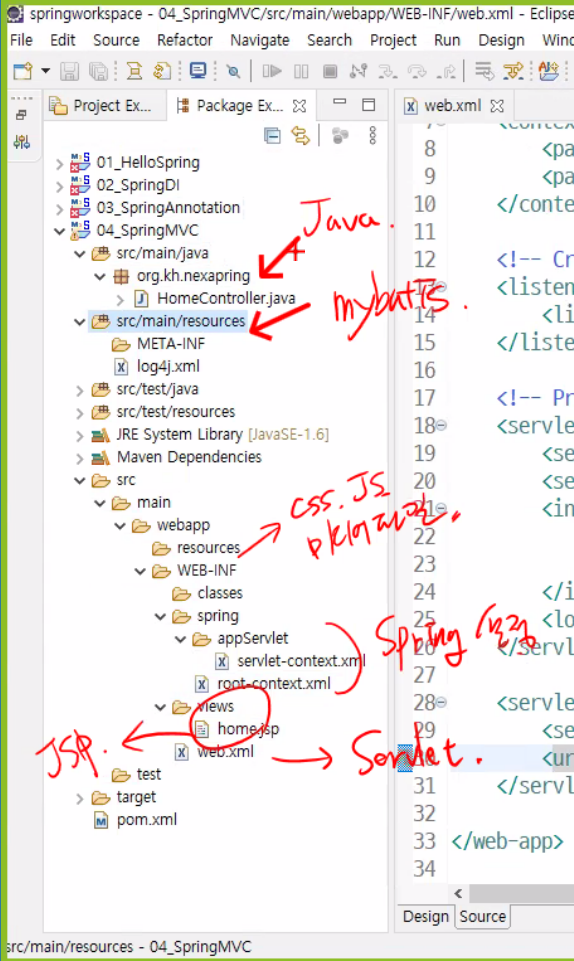 springworkspace - 04_SpringMVC/src/main/webapp/WEB-INF/web.xml - Eclipse
File Edit Source Refactor Navigate Search Project Run Design Wind
Project Ex... Package Ex... web.xml
01_HelloSpring
02_SpringDI
03_SpringAnnotation
04_SpringMVC
src/main/java
org.kh.nexapring
HomeController.java
src/main/resources
META-INF
log4j.xml
src/test/java
src/test/resources
JRE System Library [JavaSE-1.6]
Maven Dependencies
src
main
webapp
resources
WEB-INF
classes
spring
appServlet
servlet-context.xml
root-context.xml
views
home.jsp
web.xml
test
target
pom.xml
Java.
mybatis.
css. JS
Spring
JSP.
Servlet.
7 <contex
8 <pa
9 <pa
10 </conte
11
12 <!-- Cr
13 <listen
14 <li
15 </liste
16
17 <!-- Pr
18 <servle
19 <se
20 <se
21 <in
22
23
24 </i
25 <lo
26 </servl
27
28 <servle
29 <se
30 <ur
31 </servl
32
33 </web-app>
34
Design Source
src/main/resources - 04_SpringMVC